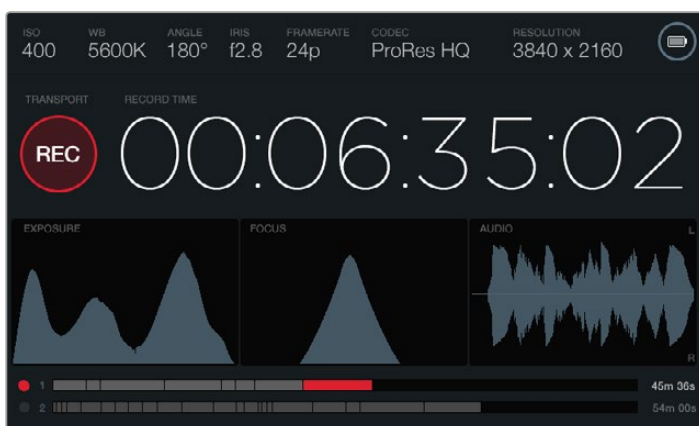 ISO WB ANGLE IRIS FRAMERATE CODEC RESOLUTION
400 5600K 180° f2.8 24p ProRes HQ 3840 x 2160
TRANSPORT RECORD TIME
REC 00:06:35:02
EXPOSURE FOCUS AUDIO L
R
1 45m 36s
2 54m 00s